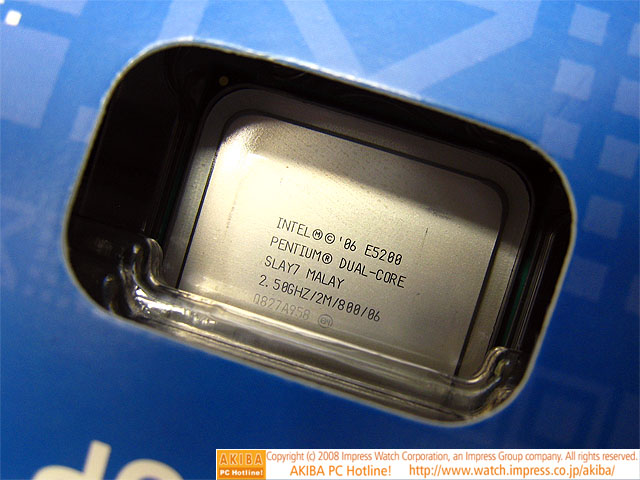 INTEL Ⓜ © '06 E5200
PENTIUM® DUAL-CORE
SLAY7 MALAY
2.50GHZ/2M/800/06
Q827A950 e4
AKIBA
PC Hotline!
Copyright (c) 2008 Impress Watch Corporation, an Impress Group company. All rights reserved.
AKIBA PC Hotline! http://www.watch.impress.co.jp/akiba/